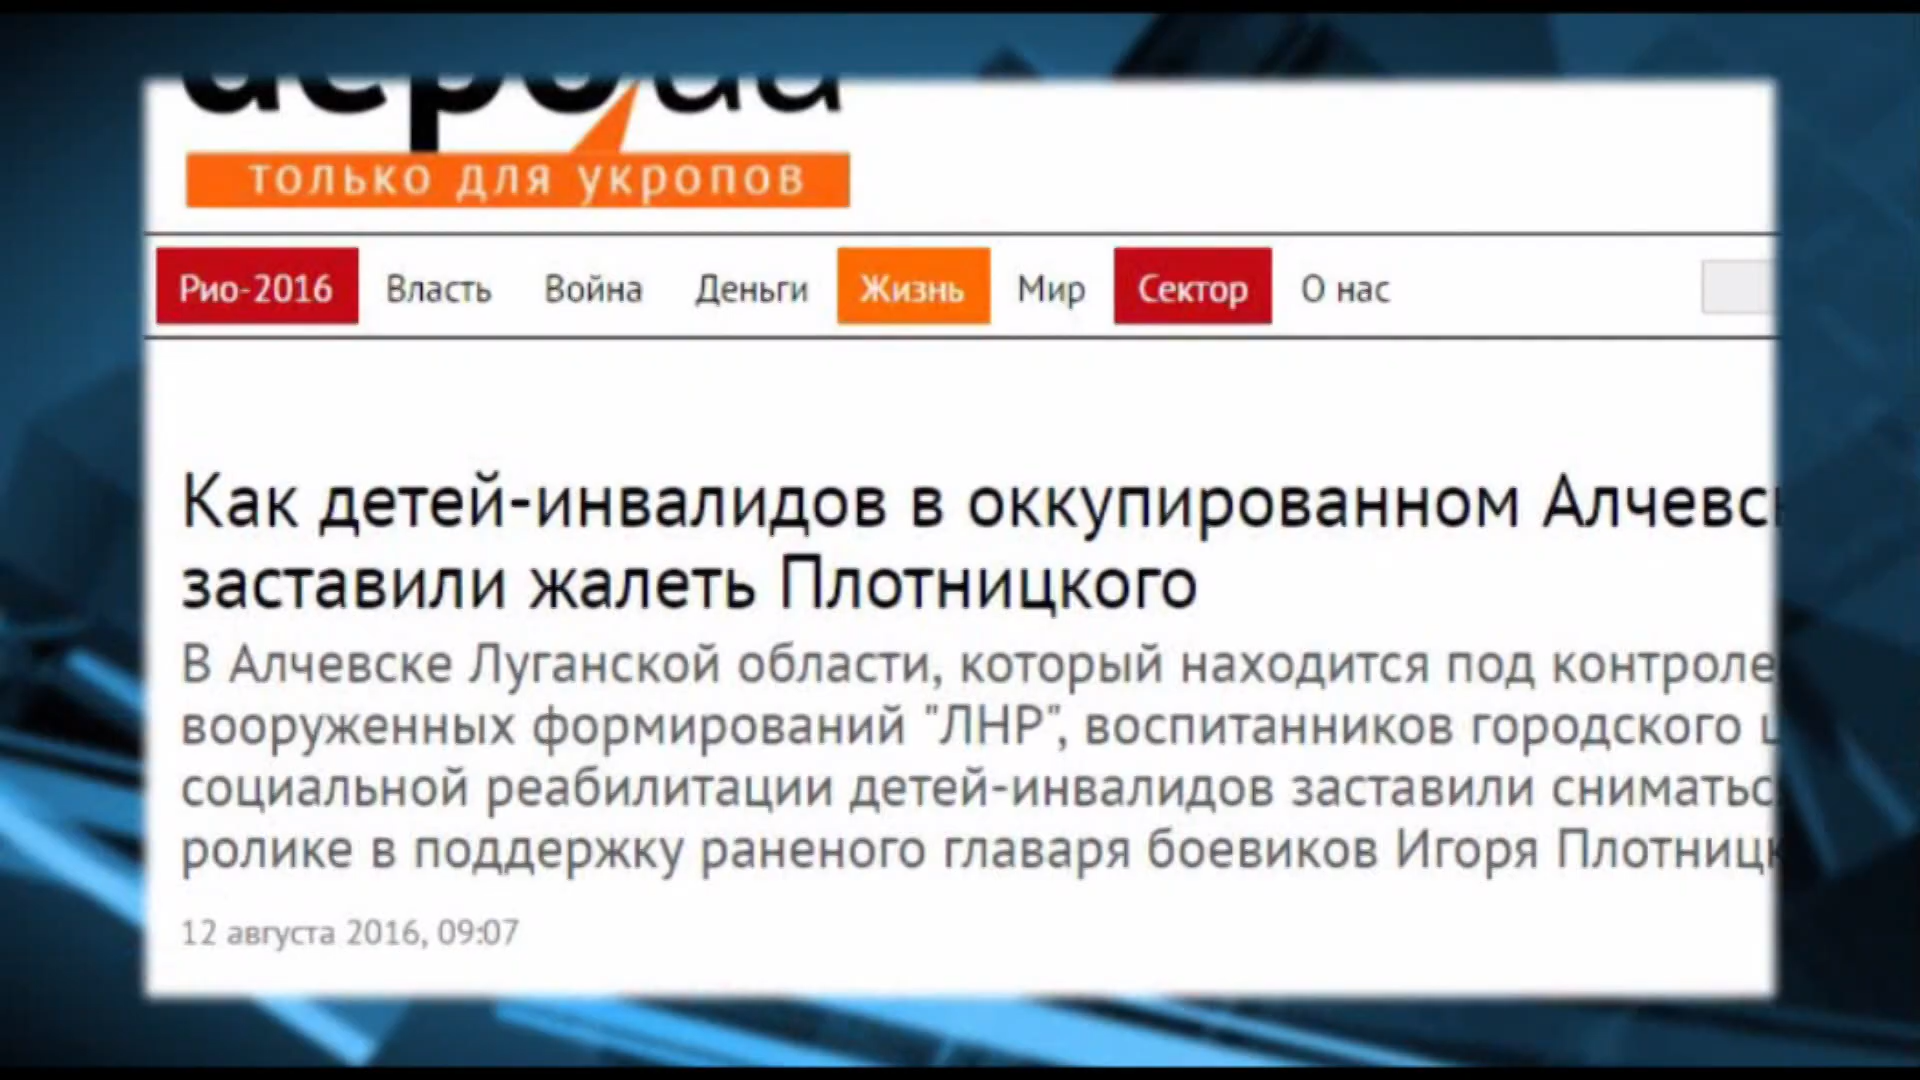 только для укропов
Рио-2016 Власть Война Деньги Жизнь Мир Сектор О нас
Как детей-инвалидов в оккупированном
заставили жалеть Плотницкого
В Алчевске Луганской области, который находится под контроле
вооруженных формирований "ЛНР", воспитанников городского
социальной реабилитации детей-инвалидов заставили сниматьс
ролике в поддержку раненого главаря боевиков Игоря
12 августа 2016, 09:07